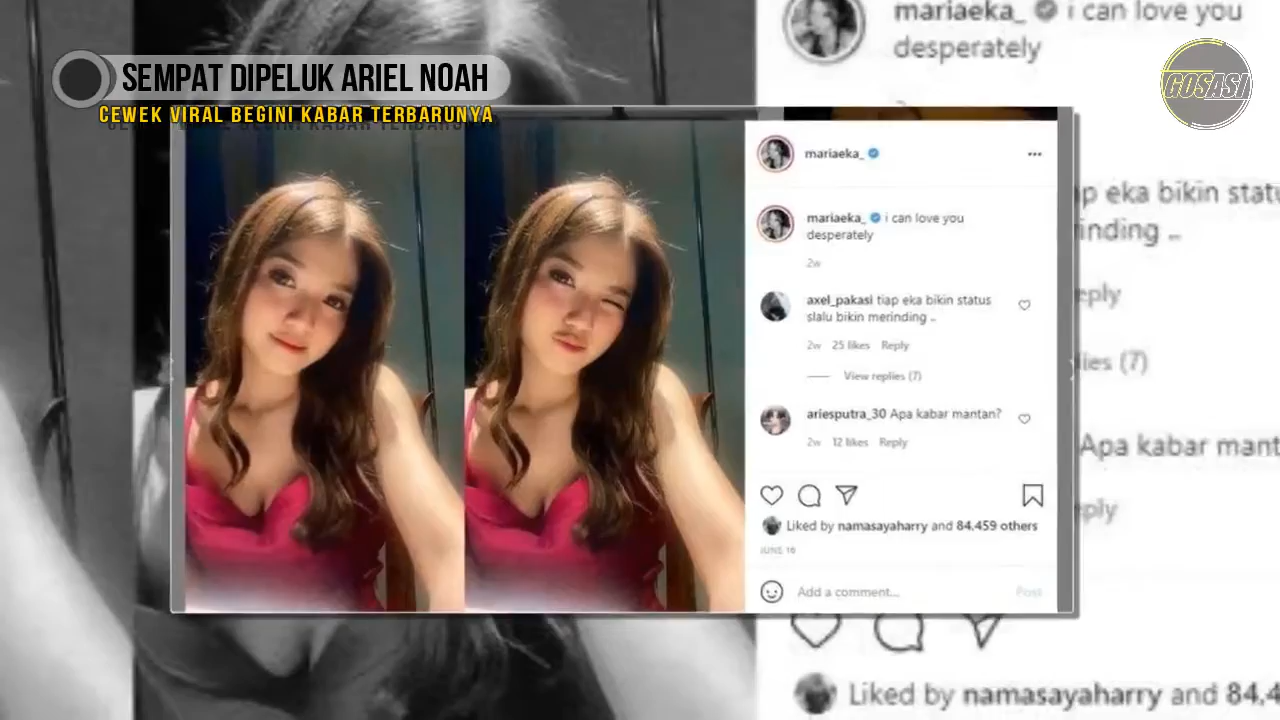 SEMPAT DIPELUK ARIEL NOAH
CEWEK VIRAL BEGINI KABAR TERBARUNYA
GOSASI
mariaeka_ i can love you
desperately
mariaeka_
mariaeka_ i can love you
desperately
2w
axel_pakasi tiap eka bikin status
slalu bikin merinding ..
2w 25 likes Reply
View replies (7)
ariesputra_30 Apa kabar mantan?
2w 12 likes Reply
Liked by namasayaharry and 84,459 others
JUNE 16
Add a comment...
Post
ap eka bikin statu
inding ..
eply
lies (7)
Apa kabar mant
eply
Liked by namasayaharry and 84,4